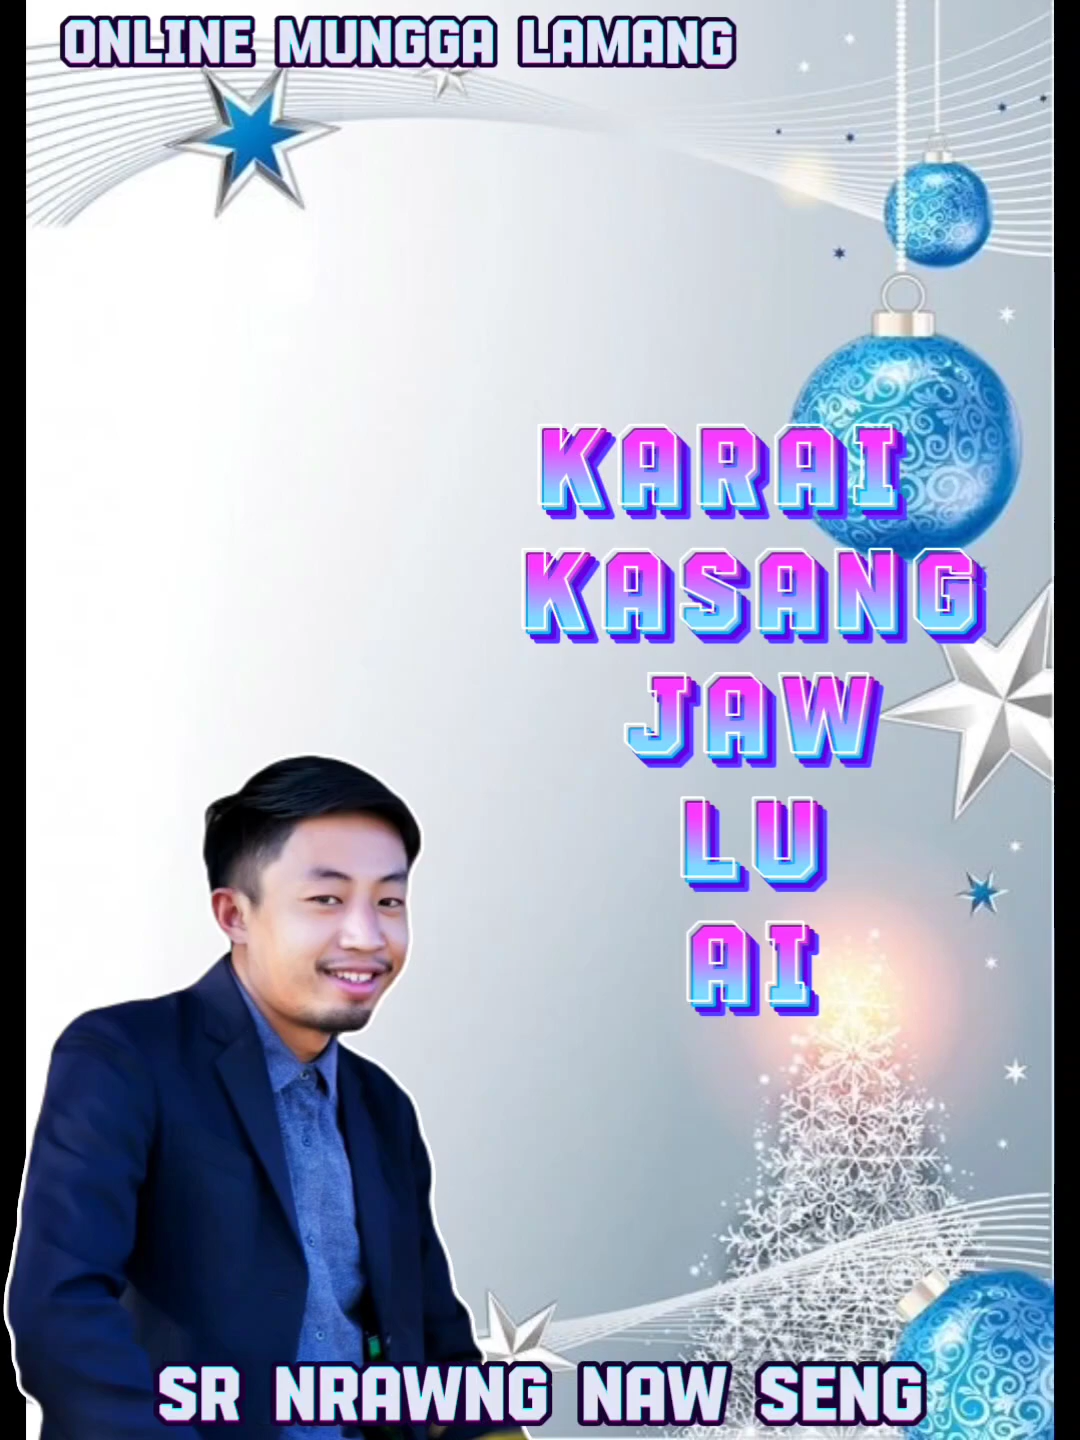 ONLINE MUNGGA LAMANG
KARAI
KASANG
JAW
LU
AI
SR NRAWNG NAW SENG